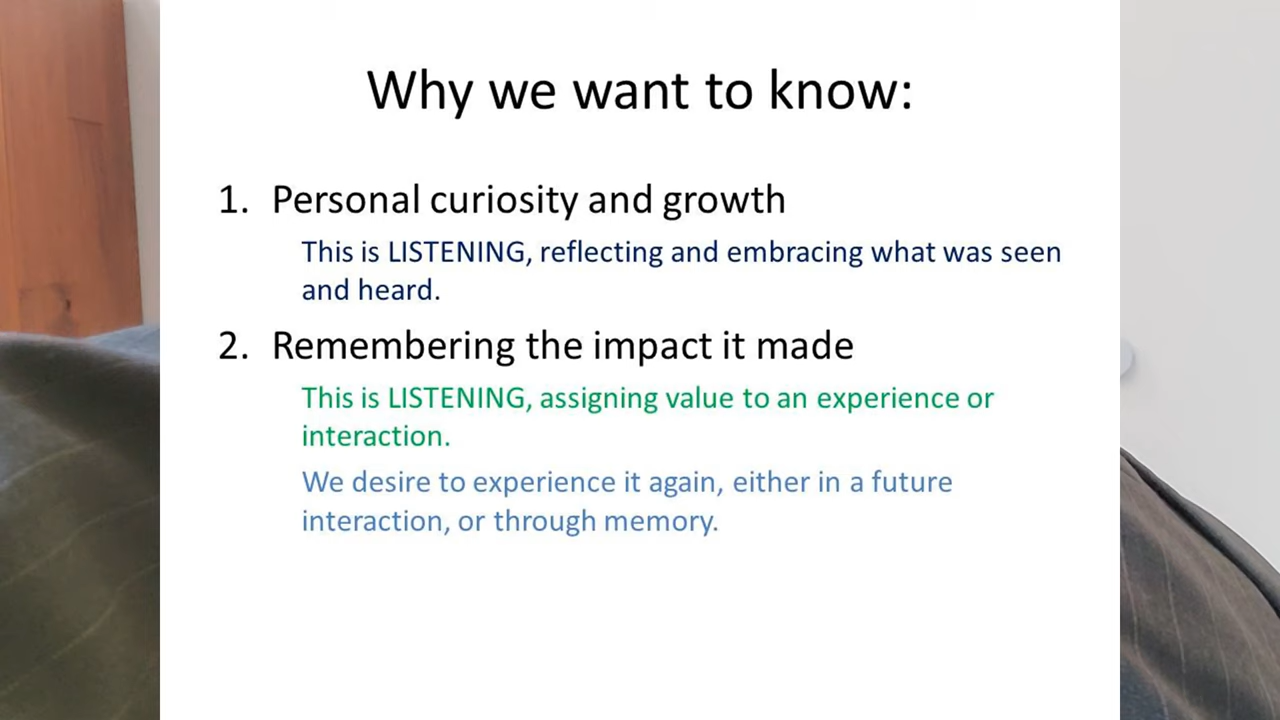 Why we want to know:
1. Personal curiosity and growth
This is LISTENING, reflecting and embracing what was seen
and heard.
2. Remembering the impact it made
This is LISTENING, assigning value to an experience or
interaction.
We desire to experience it again, either in a future
interaction, or through memory.